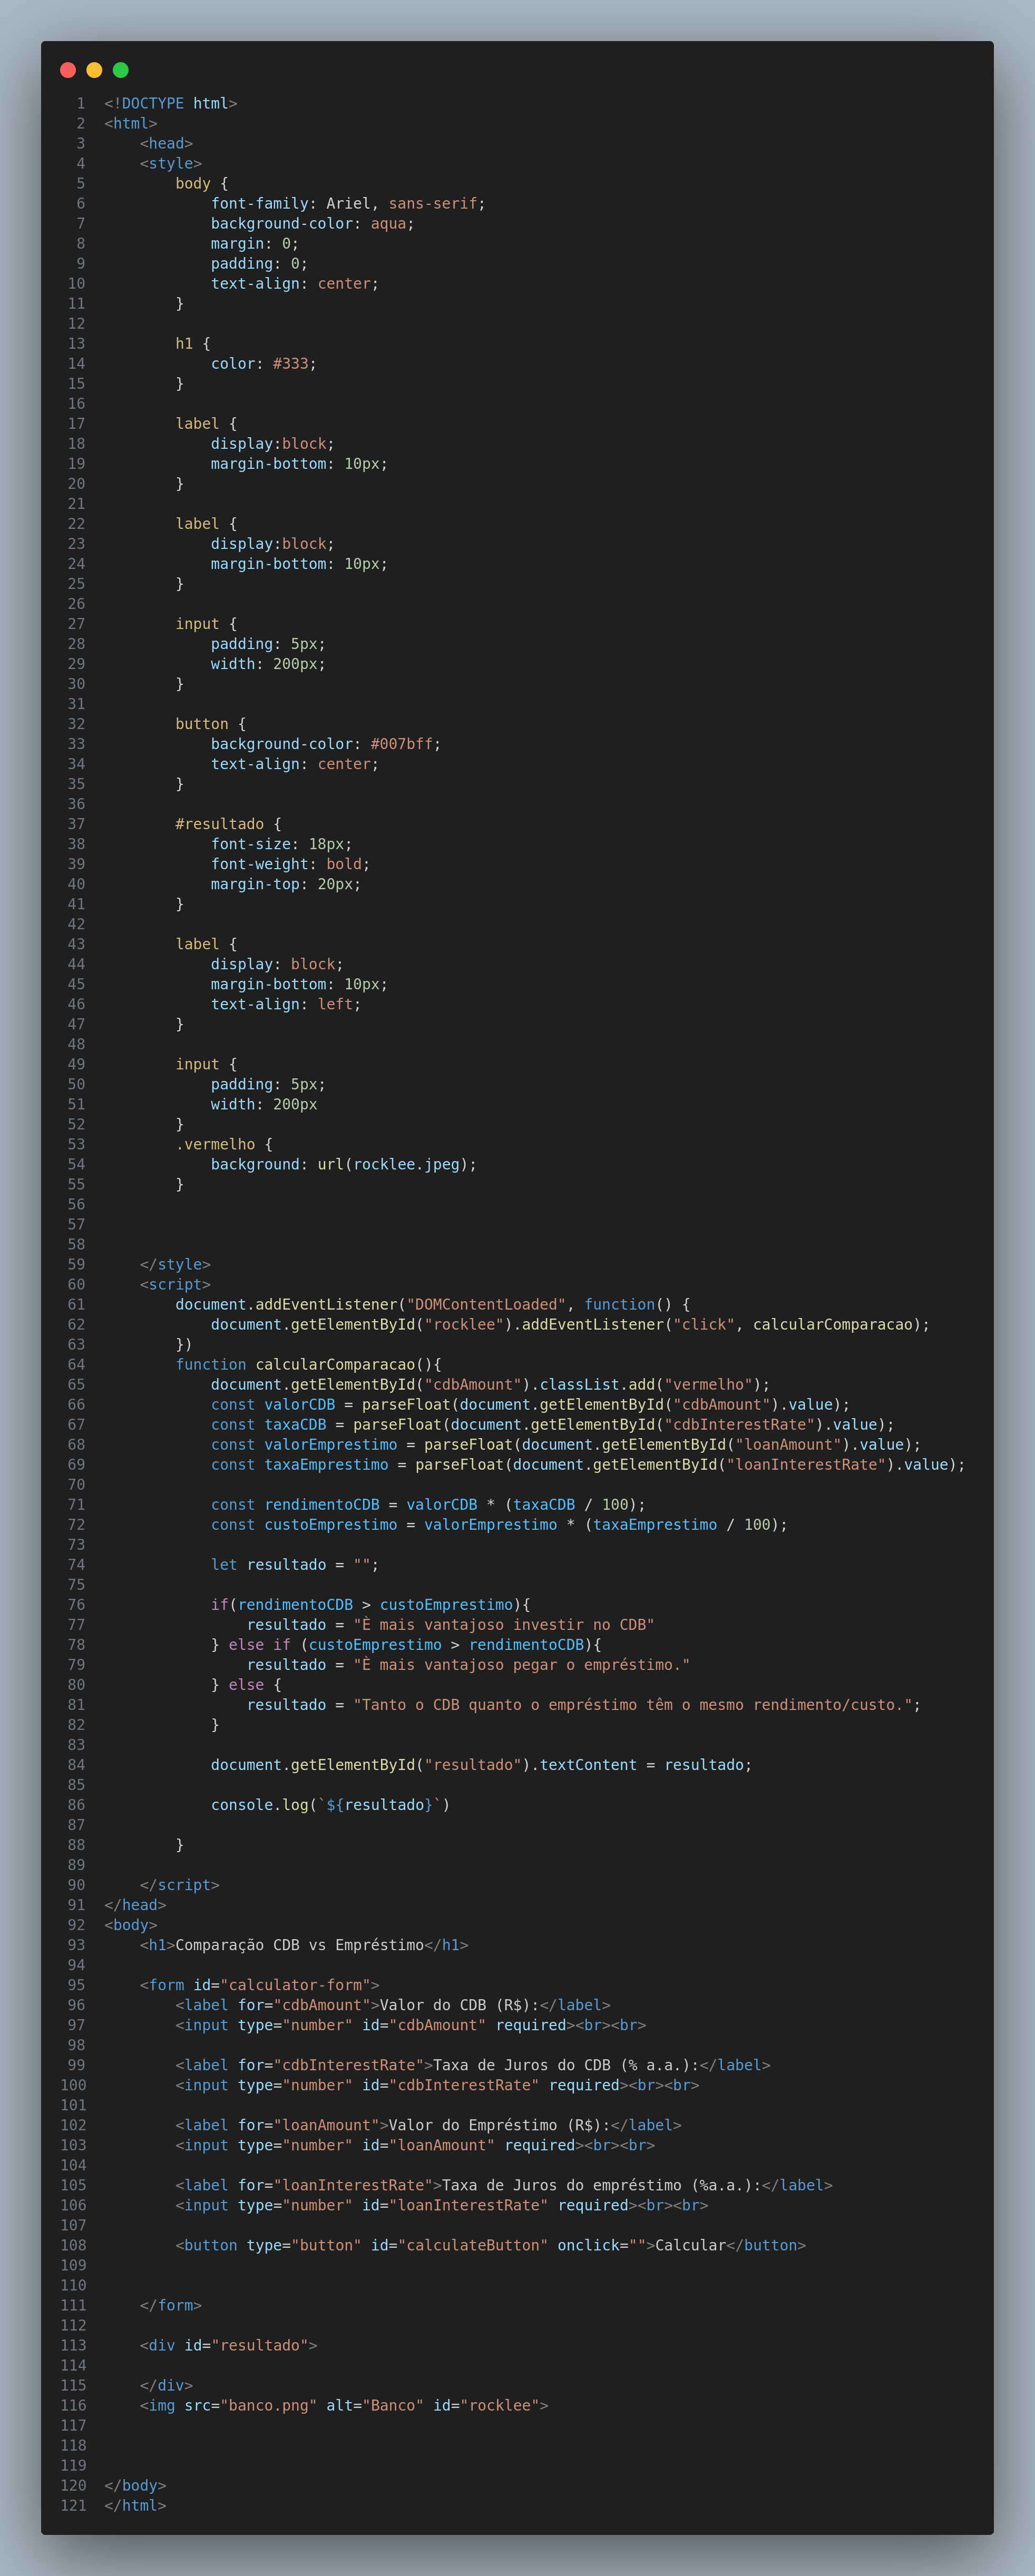 1 <!DOCTYPE html>
2 <html>
3     <head>
4     <style>
5         body {
6             font-family: Ariel, sans-serif;
7             background-color: aqua;
8             margin: 0;
9             padding: 0;
10             text-align: center;
11         }
12
13         h1 {
14             color: #333;
15         }
16
17         label {
18             display:block;
19             margin-bottom: 10px;
20         }
21
22         label {
23             display:block;
24             margin-bottom: 10px;
25         }
26
27         input {
28             padding: 5px;
29             width: 200px;
30         }
31
32         button {
33             background-color: #007bff;
34             text-align: center;
35         }
36
37         #resultado {
38             font-size: 18px;
39             font-weight: bold;
40             margin-top: 20px;
41         }
42
43         label {
44             display: block;
45             margin-bottom: 10px;
46             text-align: left;
47         }
48
49         input {
50             padding: 5px;
51             width: 200px
52         }
53         .vermelho {
54             background: url(rocklee.jpeg);
55         }
56
57
58
59     </style>
60     <script>
61         document.addEventListener("DOMContentLoaded", function() {
62             document.getElementById("rocklee").addEventListener("click", calcularComparacao);
63         })
64         function calcularComparacao(){
65             document.getElementById("cdbAmount").classList.add("vermelho");
66             const valorCDB = parseFloat(document.getElementById("cdbAmount").value);
67             const taxaCDB = parseFloat(document.getElementById("cdbInterestRate").value);
68             const valorEmprestimo = parseFloat(document.getElementById("loanAmount").value);
69             const taxaEmprestimo = parseFloat(document.getElementById("loanInterestRate").value);
70
71             const rendimentoCDB = valorCDB * (taxaCDB / 100);
72             const custoEmprestimo = valorEmprestimo * (taxaEmprestimo / 100);
73
74             let resultado = "";
75
76             if(rendimentoCDB > custoEmprestimo){
77                 resultado = "È mais vantajoso investir no CDB"
78             } else if (custoEmprestimo > rendimentoCDB){
79                 resultado = "È mais vantajoso pegar o empréstimo."
80             } else {
81                 resultado = "Tanto o CDB quanto o empréstimo têm o mesmo rendimento/custo.";
82             }
83
84             document.getElementById("resultado").textContent = resultado;
85
86             console.log(`${resultado}`)
87
88         }
89
90     </script>
91 </head>
92 <body>
93     <h1>Comparação CDB vs Empréstimo</h1>
94
95     <form id="calculator-form">
96         <label for="cdbAmount">Valor do CDB (R$):</label>
97         <input type="number" id="cdbAmount" required><br><br>
98
99         <label for="cdbInterestRate">Taxa de Juros do CDB (% a.a.):</label>
100         <input type="number" id="cdbInterestRate" required><br><br>
101
102         <label for="loanAmount">Valor do Empréstimo (R$):</label>
103         <input type="number" id="loanAmount" required><br><br>
104
105         <label for="loanInterestRate">Taxa de Juros do empréstimo (%a.a.):</label>
106         <input type="number" id="loanInterestRate" required><br><br>
107
108         <button type="button" id="calculateButton" onclick="">Calcular</button>
109
110
111     </form>
112
113     <div id="resultado">
114
115     </div>
116     <img src="banco.png" alt="Banco" id="rocklee">
117
118
119
120 </body>
121 </html>